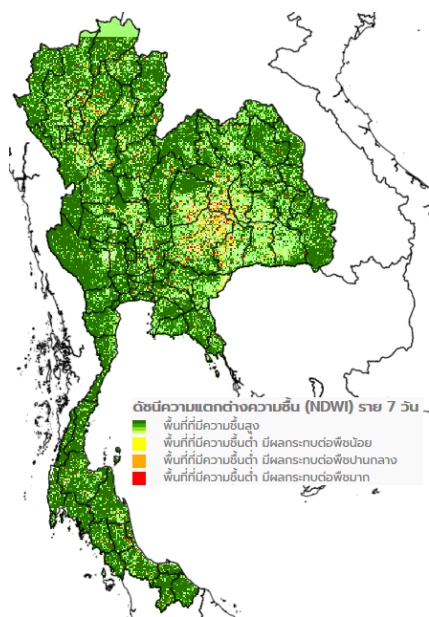 ดัชนีความแตกต่างความชื้น (NDWI) ราย 7 วัน
พื้นที่ที่มีความชื้นสูง
พื้นที่ที่มีความชื้นต่ำ มีผลกระทบต่อพืชน้อย
พื้นที่ที่มีความชื้นต่ำ มีผลกระทบต่อพืชปานกลาง
พื้นที่ที่มีความชื้นต่ำ มีผลกระทบต่อพืชมาก